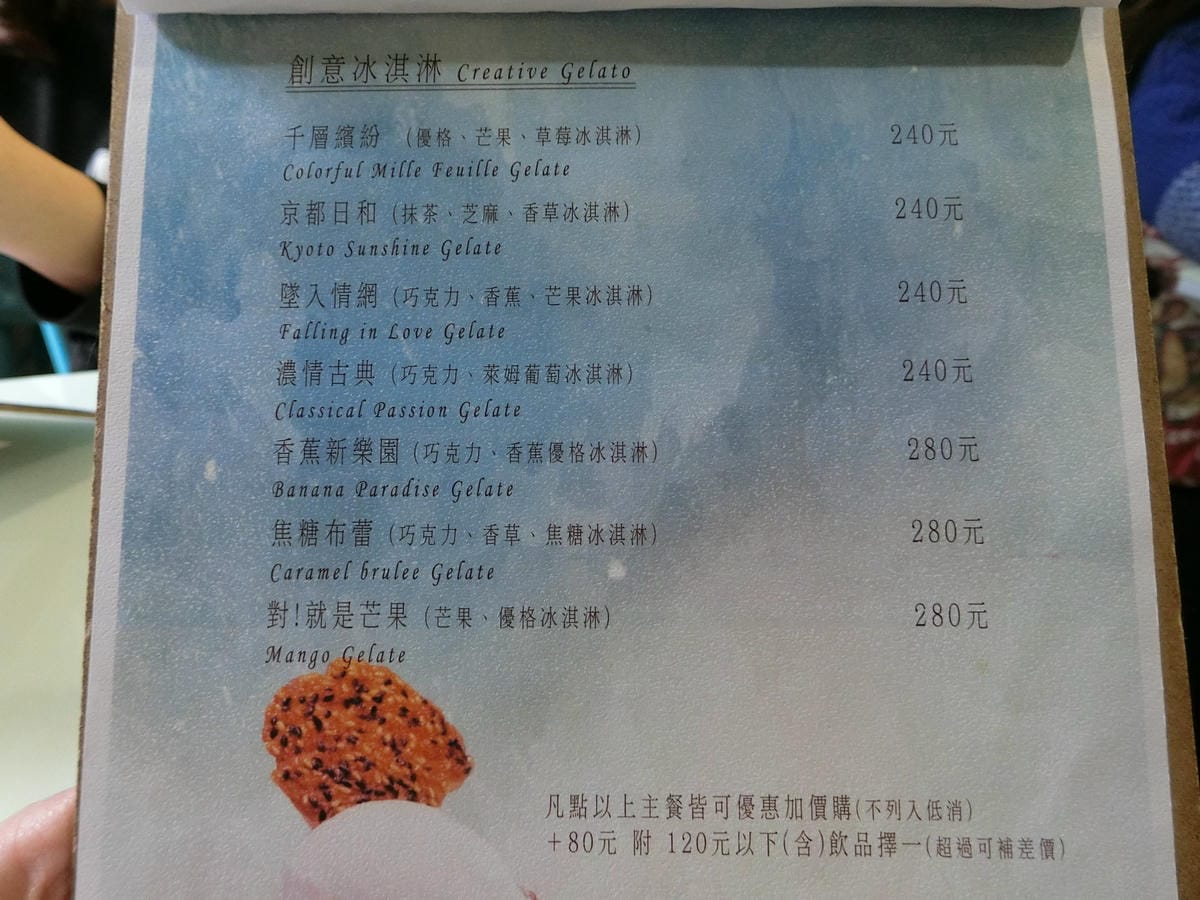 創意冰淇淋 Creative Gelato
千層繽紛 (優格、芒果、草莓冰淇淋) 240元
Colorful Mille Feuille Gelate
京都日和 (抹茶、芝麻、香草冰淇淋) 240元
Kyoto Sunshine Gelate
墜入情網 (巧克力、香蕉、芒果冰淇淋) 240元
Falling in Love Gelate
濃情古典 (巧克力、萊姆葡萄冰淇淋) 240元
Classical Passion Gelate
香蕉新樂園 (巧克力、香蕉優格冰淇淋) 280元
Banana Paradise Gelate
焦糖布蕾 (巧克力、香草、焦糖冰淇淋) 280元
Caramel brulee Gelate
對!就是芒果 (芒果、優格冰淇淋) 280元
Mango Gelate
凡點以上主餐皆可優惠加價購(不列入低消)
+80元 附 120元以下(含)飲品擇一(超過可補差價)